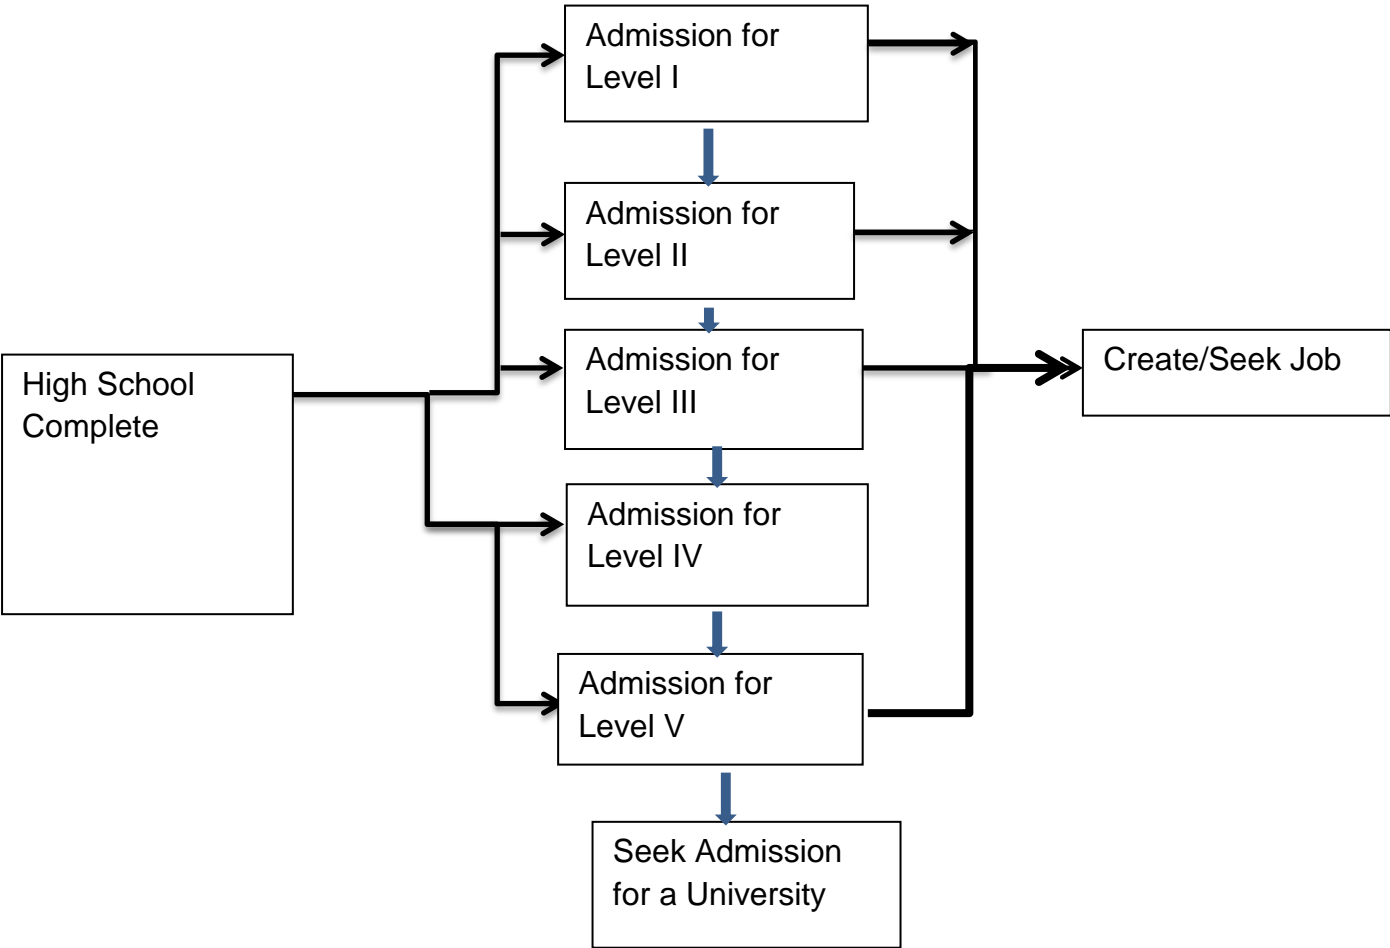 Admission for
Level I
Admission for
Level II
Admission for
Level III
Admission for
Level IV
Admission for
Level V
Seek Admission
for a University
High School
Complete
Create/Seek Job